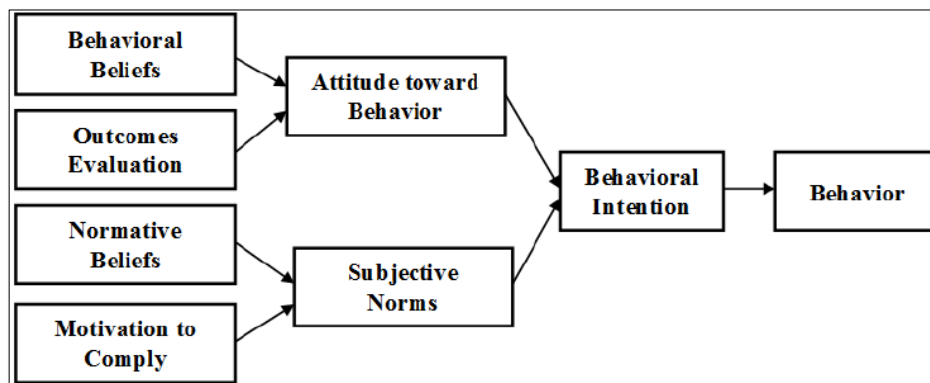 Behavioral
Beliefs
Outcomes
Evaluation
Normative
Beliefs
Motivation to
Comply
Attitude toward
Behavior
Subjective
Norms
Behavioral
Intention
Behavior